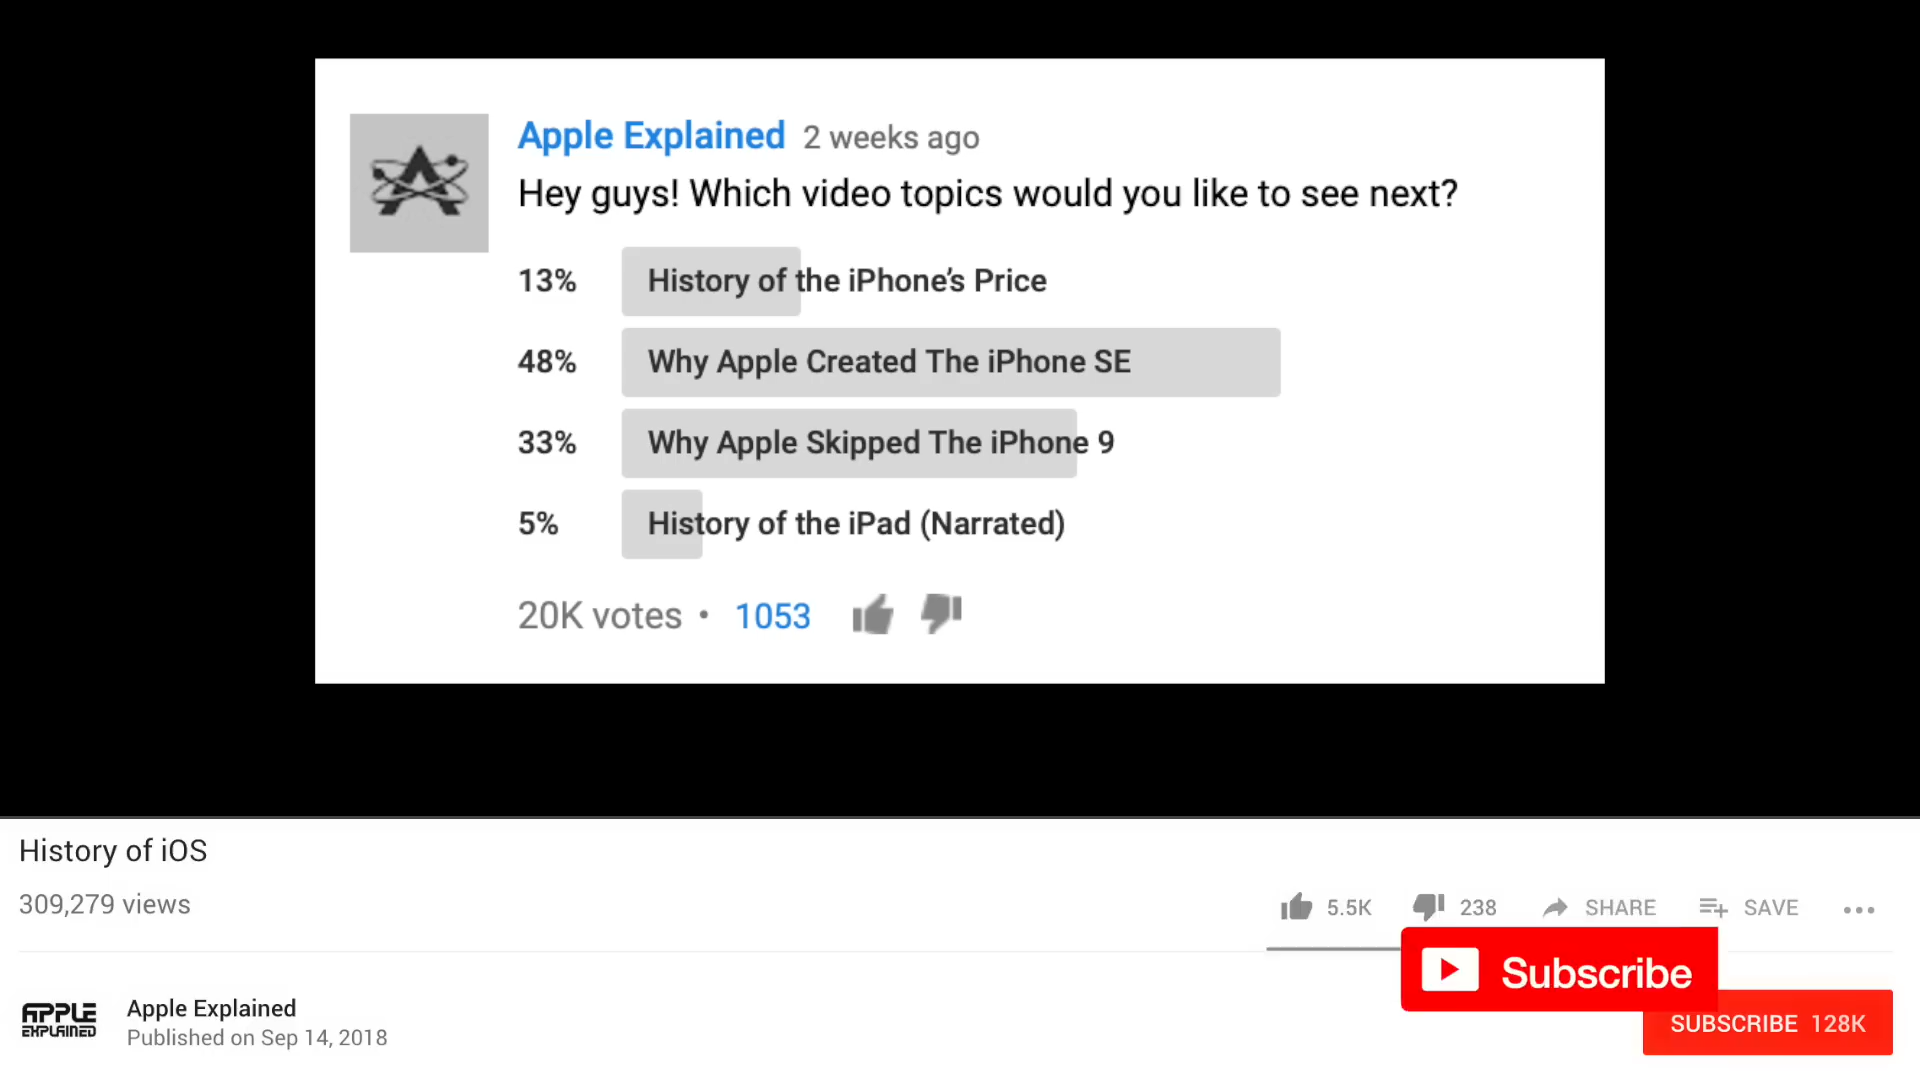 Apple Explained 2 weeks ago
Hey guys! Which video topics would you like to see next?
13% History of the iPhone's Price
48% Why Apple Created The iPhone SE
33% Why Apple Skipped The iPhone 9
5% History of the iPad (Narrated)
20K votes • 1053
History of iOS
309,279 views
5.5K 238 SHARE SAVE
Subscribe
APPLE
EXPLAINED
Apple Explained
Published on Sep 14, 2018
SUBSCRIBE 128K